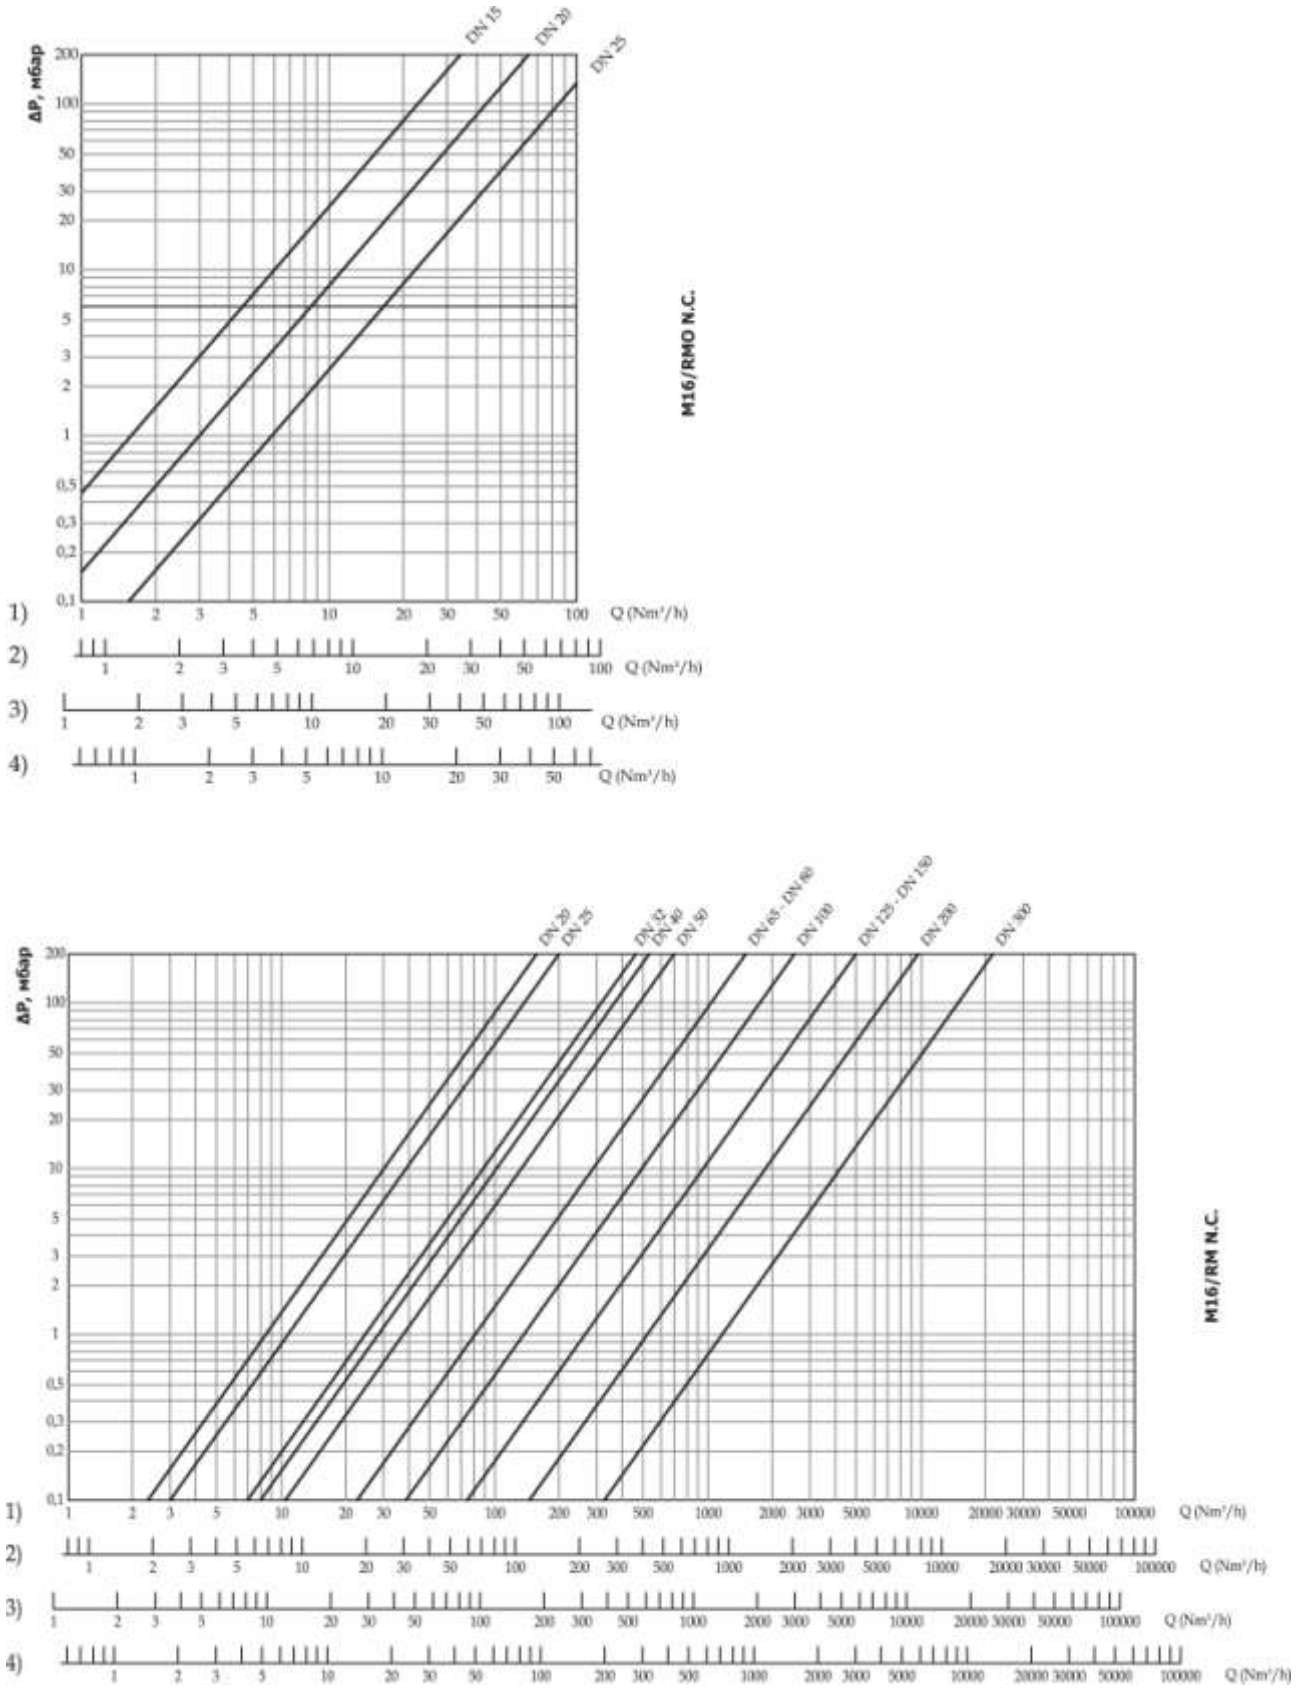 DN 15
DN 20
DN 25
ΔP, мбар
200
100
50
30
20
10
5
3
2
1
0,5
0,3
0,2
0,1
M16/RMO N.C.
1) 1 2 3 5 10 20 30 50 100 Q (Nm³/h)
2) 1 2 3 5 10 20 30 50 100 Q (Nm³/h)
3) 1 2 3 5 10 20 30 50 100 Q (Nm³/h)
4) 1 2 3 5 10 20 30 50 Q (Nm³/h)
DN 20
DN 25
DN 32
DN 40
DN 50
DN 65 - DN 80
DN 100
DN 125 - DN 150
DN 200
DN 300
ΔP, мбар
200
100
50
30
20
10
5
3
2
1
0,5
0,3
0,2
0,1
M16/RM N.C.
1) 1 2 3 5 10 20 30 50 100 200 300 500 1000 2000 3000 5000 10000 20000 30000 50000 100000 Q (Nm³/h)
2) 1 2 3 5 10 20 30 50 100 200 300 500 1000 2000 3000 5000 10000 20000 30000 50000 100000 Q (Nm³/h)
3) 1 2 3 5 10 20 30 50 100 200 300 500 1000 2000 3000 5000 10000 20000 30000 50000 100000 Q (Nm³/h)
4) 1 2 3 5 10 20 30 50 100 200 300 500 1000 2000 3000 5000 10000 20000 30000 50000 100000 Q (Nm³/h)